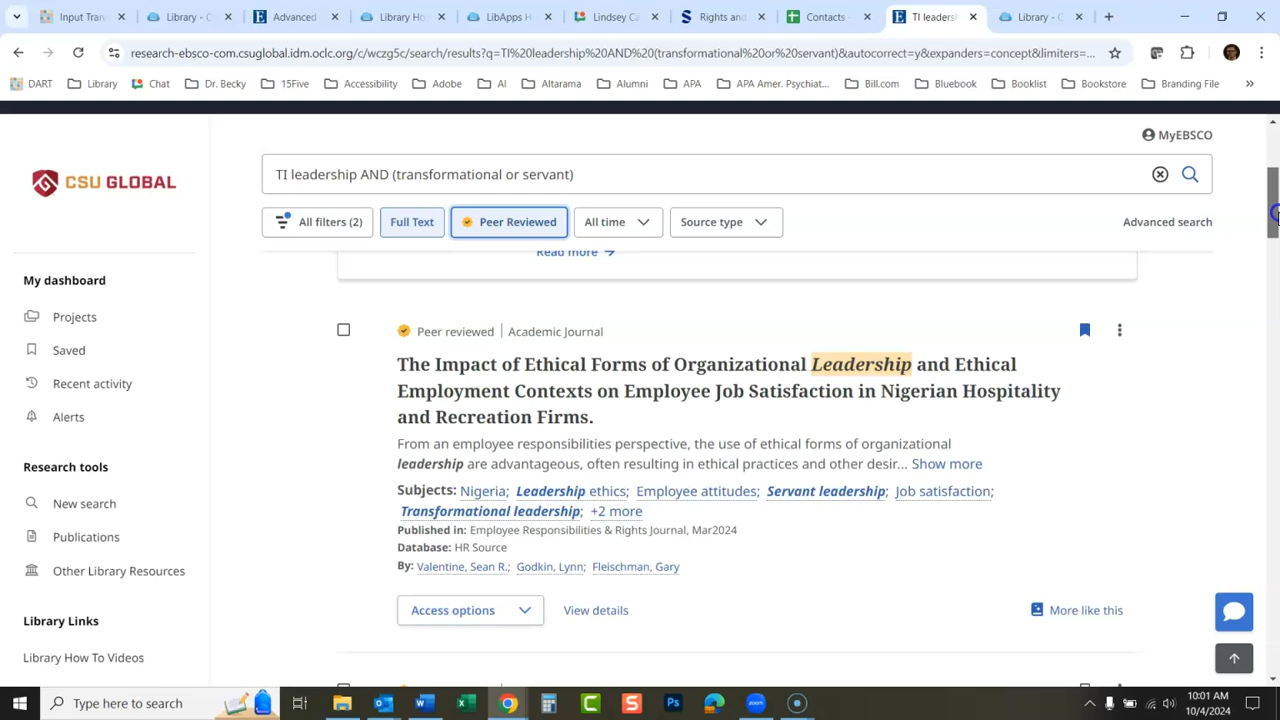 Input Tran
Library - C
Advanced
Library Ho
LibApps H
Lindsey Ca
Rights and
Contacts
TI leadersh
Library - C
research-ebsco-com.csuglobal.idm.oclc.org/c/wczg5c/search/results?q=TI%20leadership%20AND%20(transformational%20or%20servant)&autocorrect=y&expanders=concept&limiters=...
DART Library Chat Dr. Becky 15Five Accessibility Adobe AI Altarama Alumni APA APA Amer. Psychiat... Bill.com Bluebook Booklist Bookstore Branding File »
MyEBSCO
CSU GLOBAL
TI leadership AND (transformational or servant)
All filters (2) Full Text Peer Reviewed All time Source type Advanced search
Read more
My dashboard
Projects
Saved
Recent activity
Alerts
Research tools
New search
Publications
Other Library Resources
Library Links
Library How To Videos
Peer reviewed | Academic Journal
The Impact of Ethical Forms of Organizational Leadership and Ethical
Employment Contexts on Employee Job Satisfaction in Nigerian Hospitality
and Recreation Firms.
From an employee responsibilities perspective, the use of ethical forms of organizational
leadership are advantageous, often resulting in ethical practices and other desir... Show more
Subjects: Nigeria; Leadership ethics; Employee attitudes; Servant leadership; Job satisfaction;
Transformational leadership; +2 more
Published in: Employee Responsibilities & Rights Journal, Mar2024
Database: HR Source
By: Valentine, Sean R.; Godkin, Lynn; Fleischman, Gary
Access options View details More like this
Type here to search
10:01 AM
10/4/2024